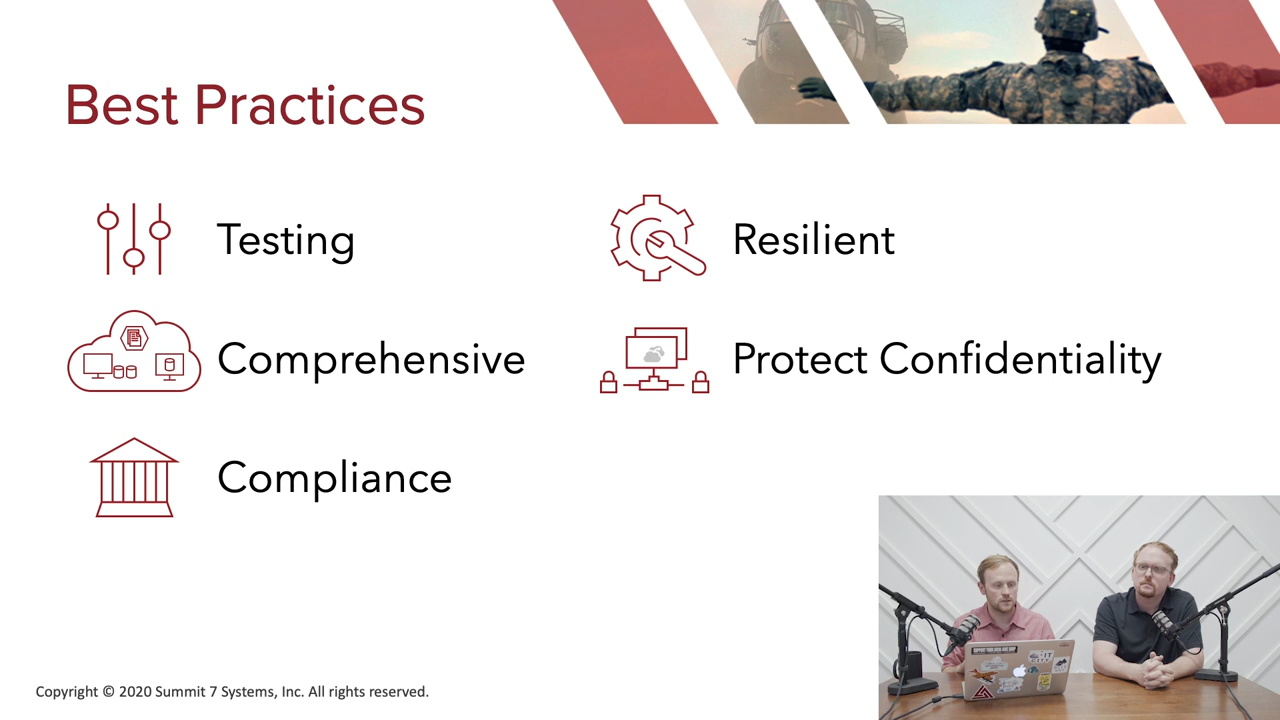 Best Practices
Testing
Resilient
Comprehensive
Protect Confidentiality
Compliance
Copyright © 2020 Summit 7 Systems, Inc. All rights reserved.